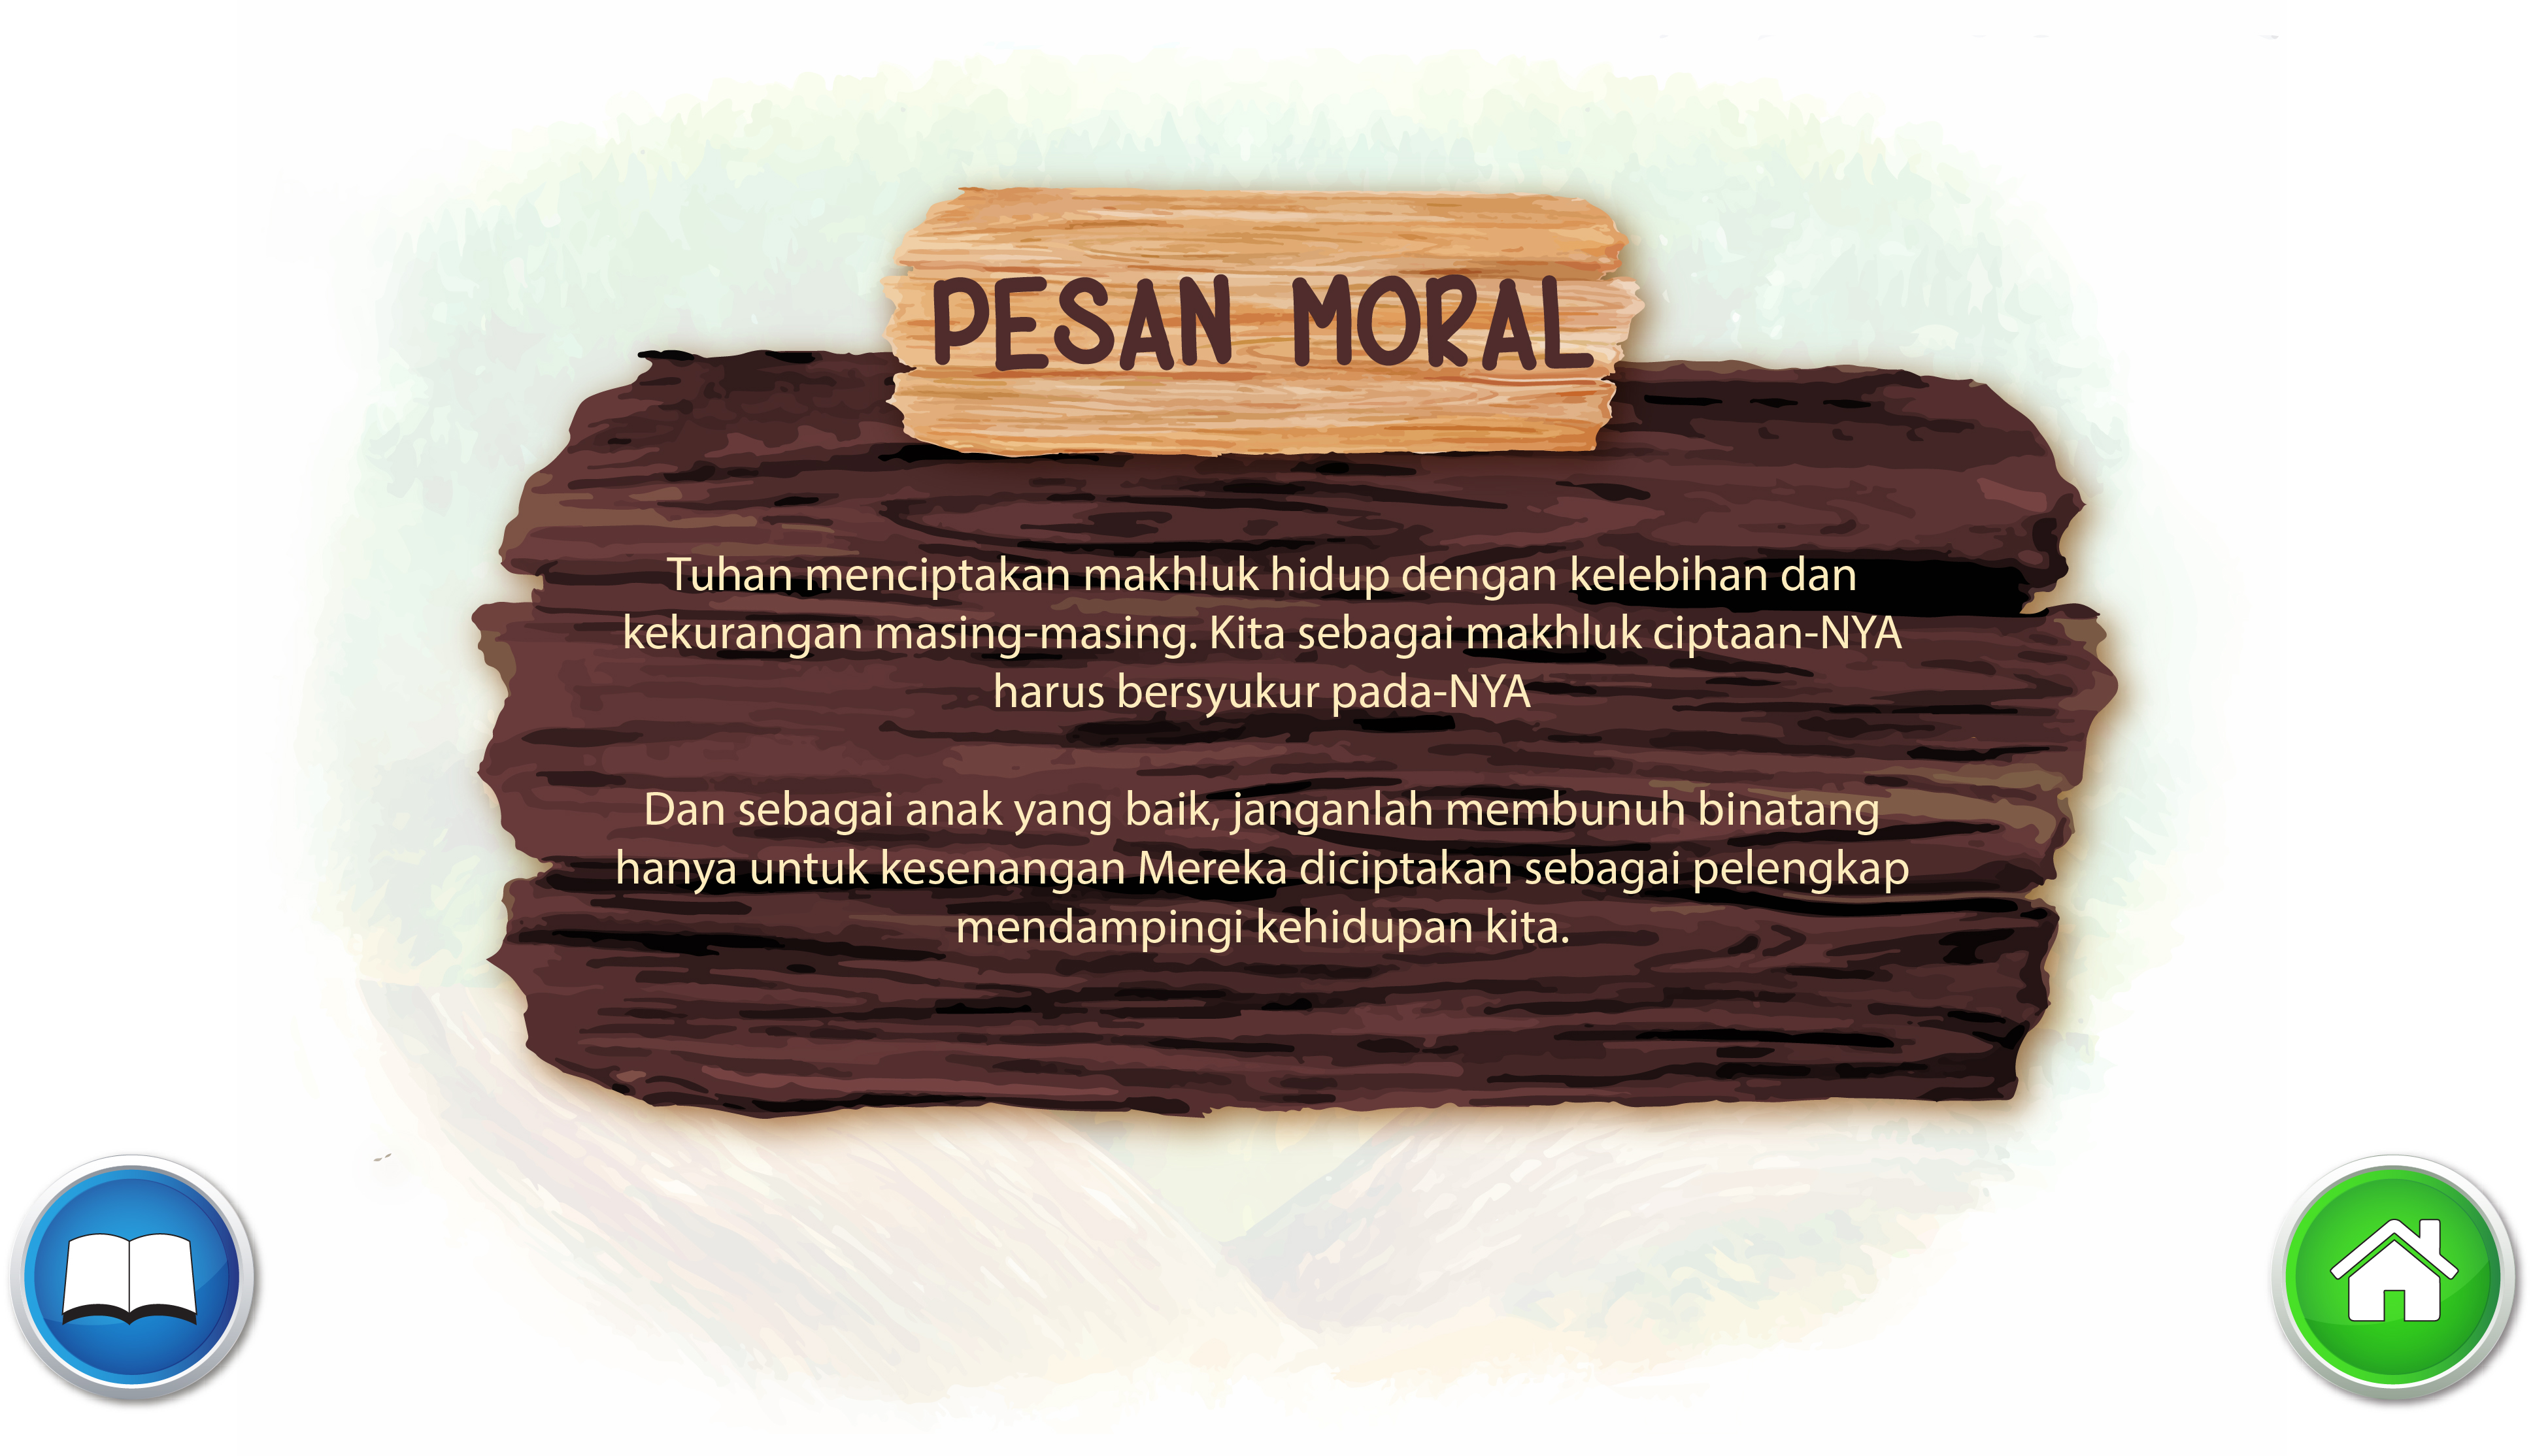 PESAN MORAL
Tuhan menciptakan makhluk hidup dengan kelebihan dan
kekurangan masing-masing. Kita sebagai makhluk ciptaan-NYA
harus bersyukur pada-NYA
Dan sebagai anak yang baik, janganlah membunuh binatang
hanya untuk kesenangan Mereka diciptakan sebagai pelengkap
mendampingi kehidupan kita.